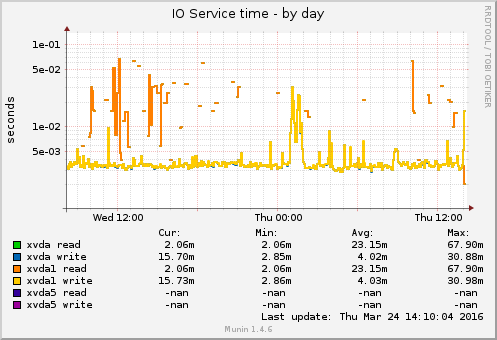 IO Service time - by day
RRDTOOL / TOBI OETIKER
seconds
1e-01
5e-02
1e-02
5e-03
Wed 12:00 Thu 00:00 Thu 12:00
Cur: Min: Avg: Max:
xvda read 2.06m 2.06m 23.15m 67.90m
xvda write 15.70m 2.85m 4.02m 30.88m
xvda1 read 2.06m 2.06m 23.15m 67.90m
xvda1 write 15.73m 2.86m 4.03m 30.98m
xvda5 read -nan -nan -nan -nan
xvda5 write -nan -nan -nan -nan
Last update: Thu Mar 24 14:10:04 2016
Munin 1.4.6